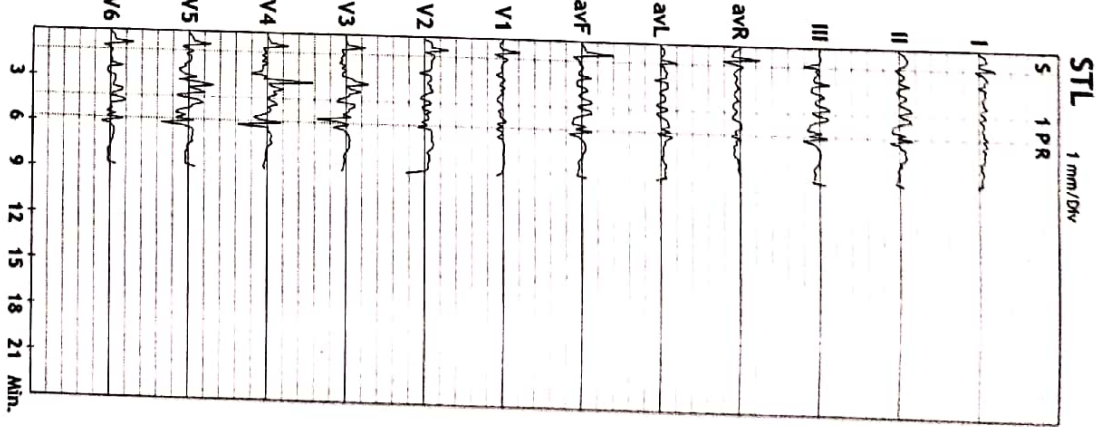 STL 1 mm/Div
S 1 PR
I
II
III
avR
avL
avF
V1
V2
V3
V4
V5
V6
3 6 9 12 15 18 21 Min.